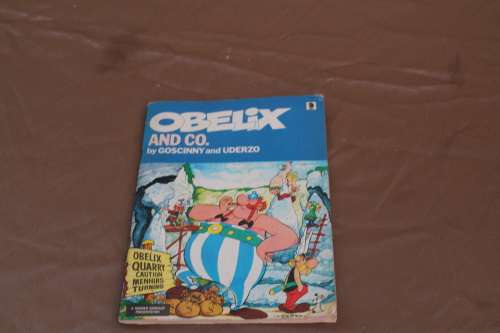 OBELIX
AND CO.
by GOSCINNY and UDERZO
OBELIX
QUARRY
CAUTION
MENHIRS
TURNING